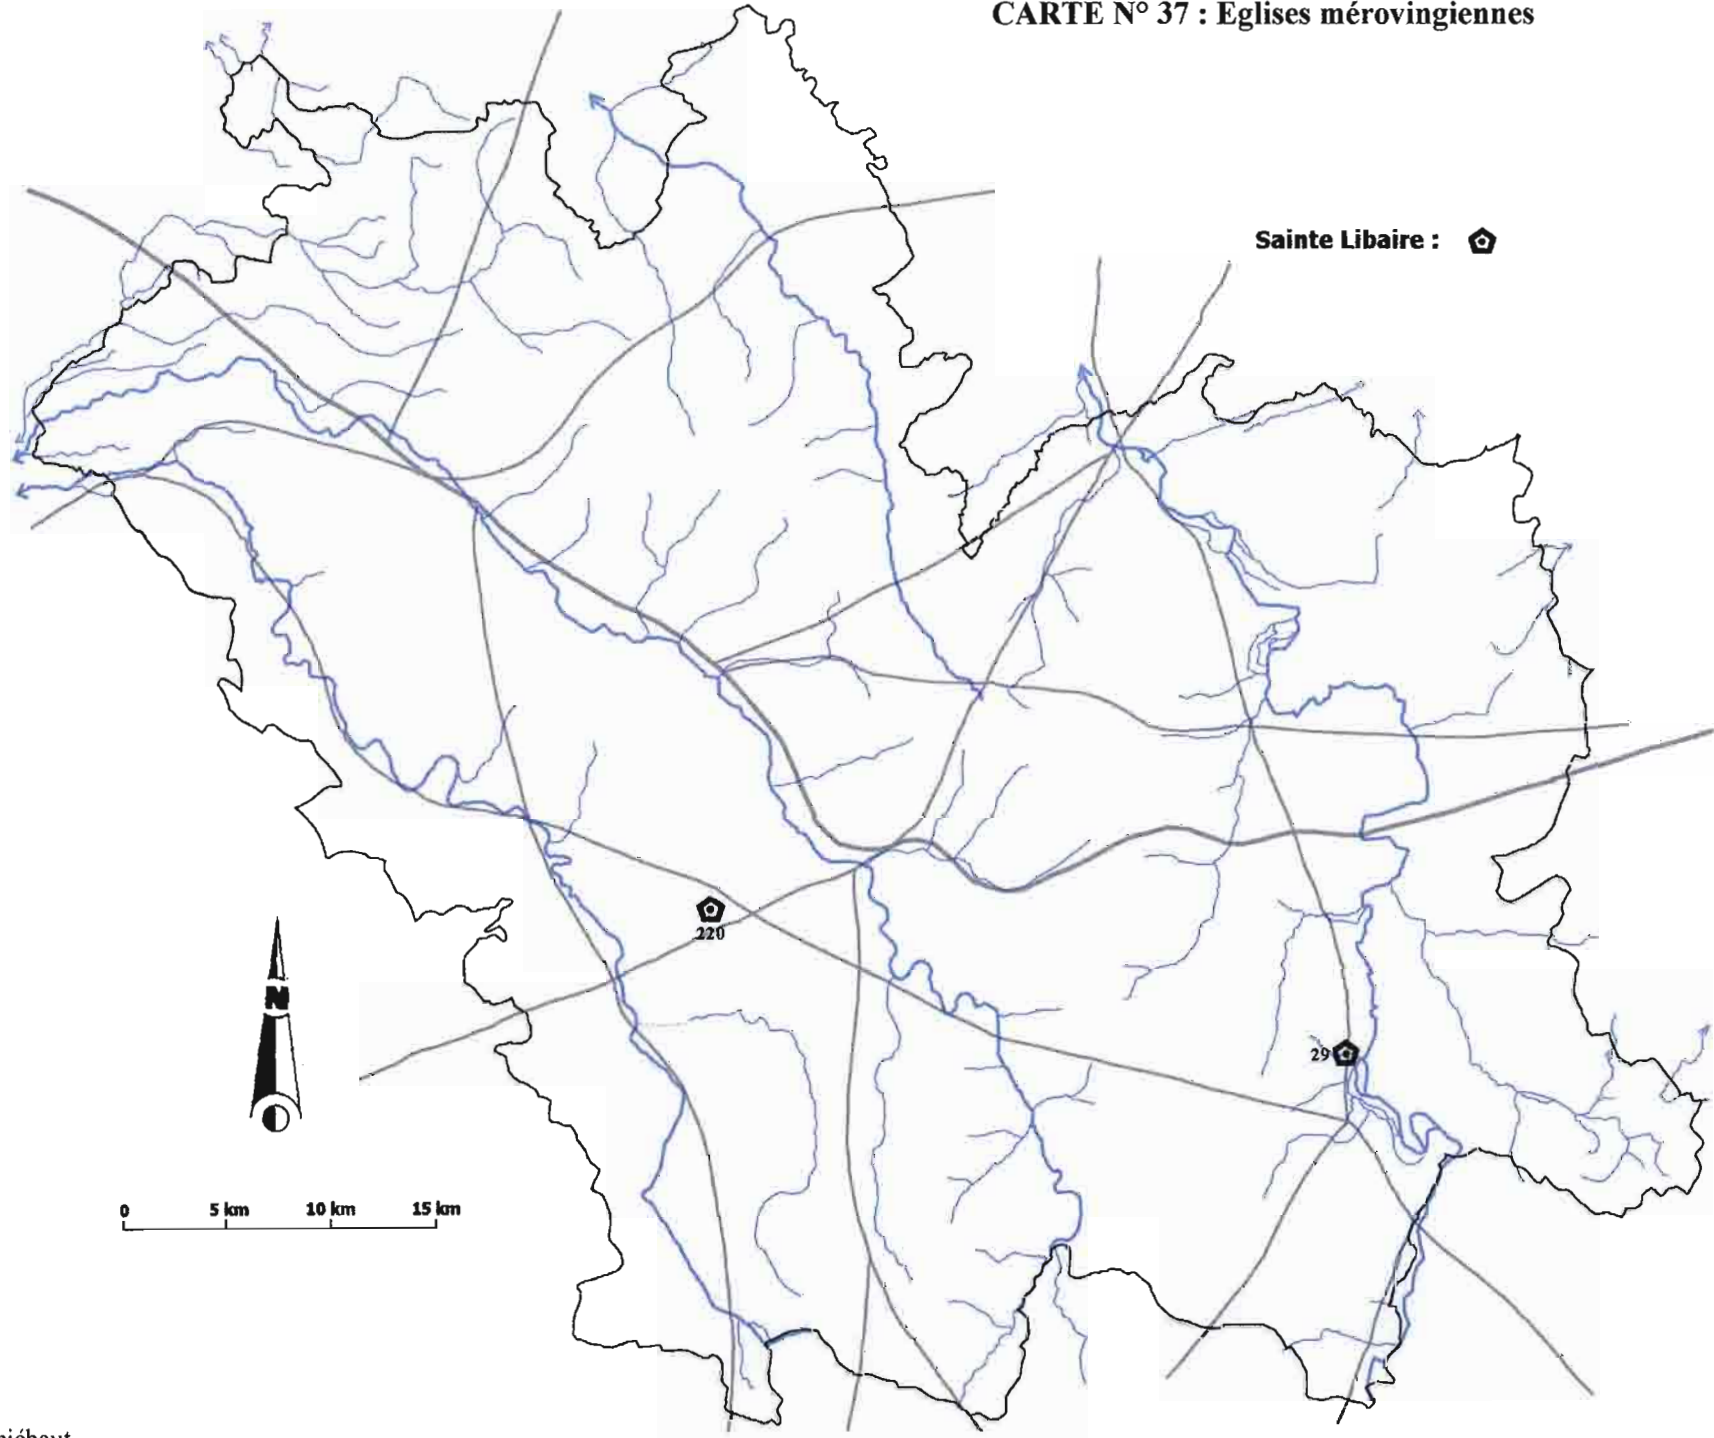 CARTE N° 37 : Eglises mérovingiennes
Sainte Libaire :
220
N
29
0 5 km 10 km 15 km